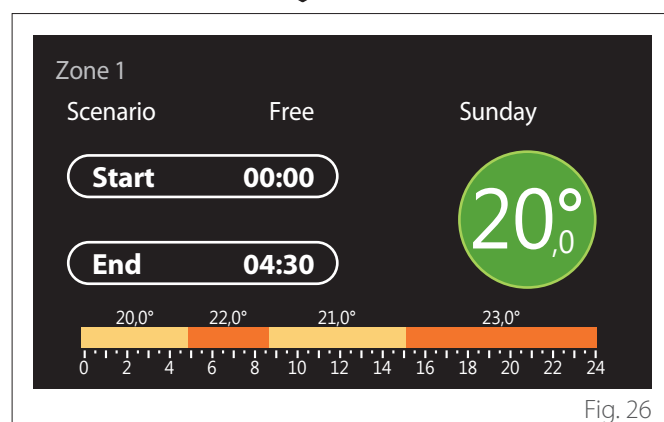 Zone 1
Scenario Free Sunday
Start 00:00
20°,0
End 04:30
20,0° 22,0° 21,0° 23,0°
0 2 4 6 8 10 12 14 16 18 20 22 24
Fig. 26